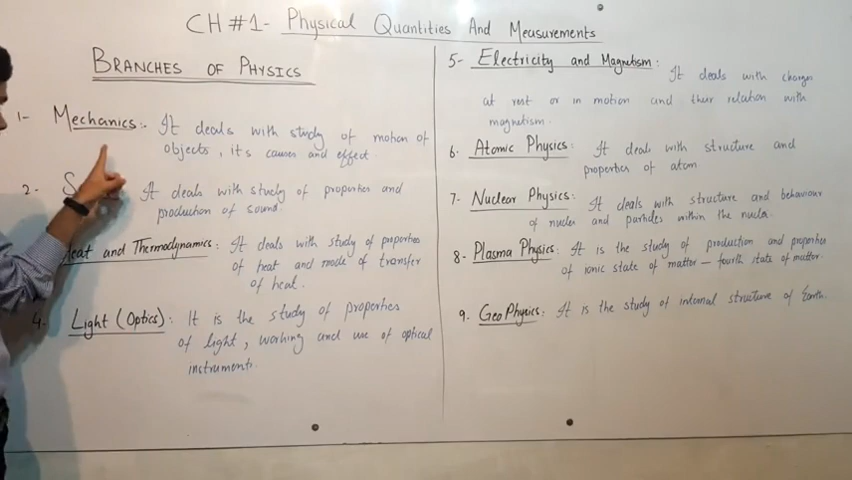 CH #1- Physical Quantities And Measurements
BRANCHES OF PHYSICS
1- Mechanics:- It deals with study of motion of
objects, it's causes and effect.
2- S It deals with study of properties and
production of sound.
eat and Thermodynamics: It deals with study of properties
of heat and mode of transfer
of heat.
4- Light (Optics): It is the study of properties
of light, working and use of optical
instruments.
5- Electricity and Magnetism: It deals with charges
at rest or in motion and their relation with
magnetism.
6- Atomic Physics: It deals with structure and
properties of atom
7- Nuclear Physics: It deals with structure and behaviour
of nuclei and particles within the nuclei.
8- Plasma Physics: It is the study of production and properties
of ionic state of matter - fourth state of matter.
9. GeoPhysics: It is the study of internal structure of Earth.